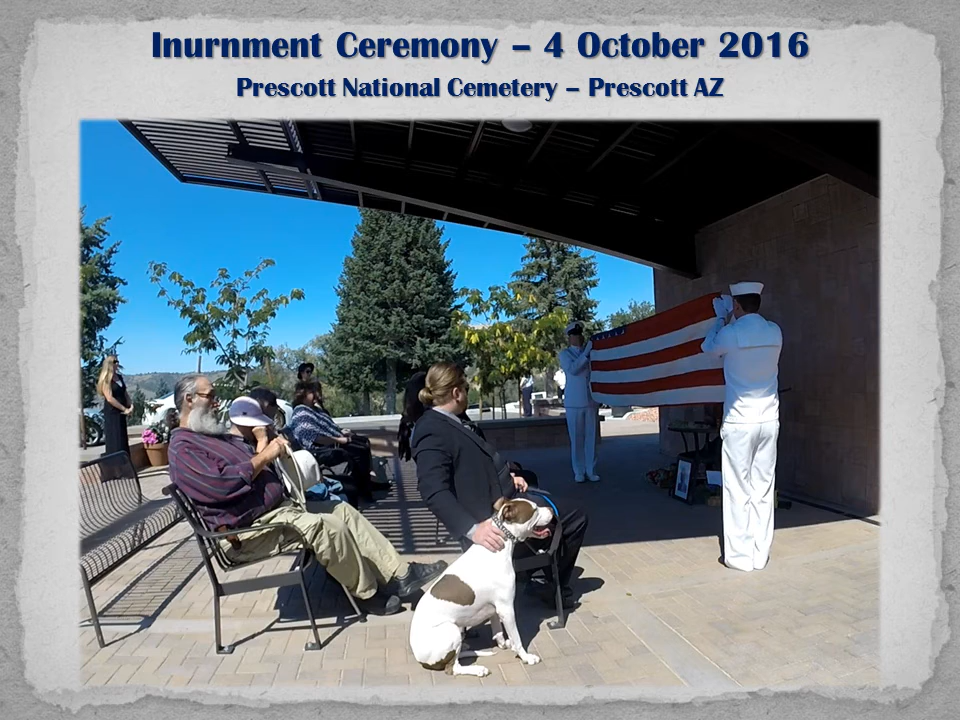 Inurnment Ceremony – 4 October 2016
Prescott National Cemetery – Prescott AZ